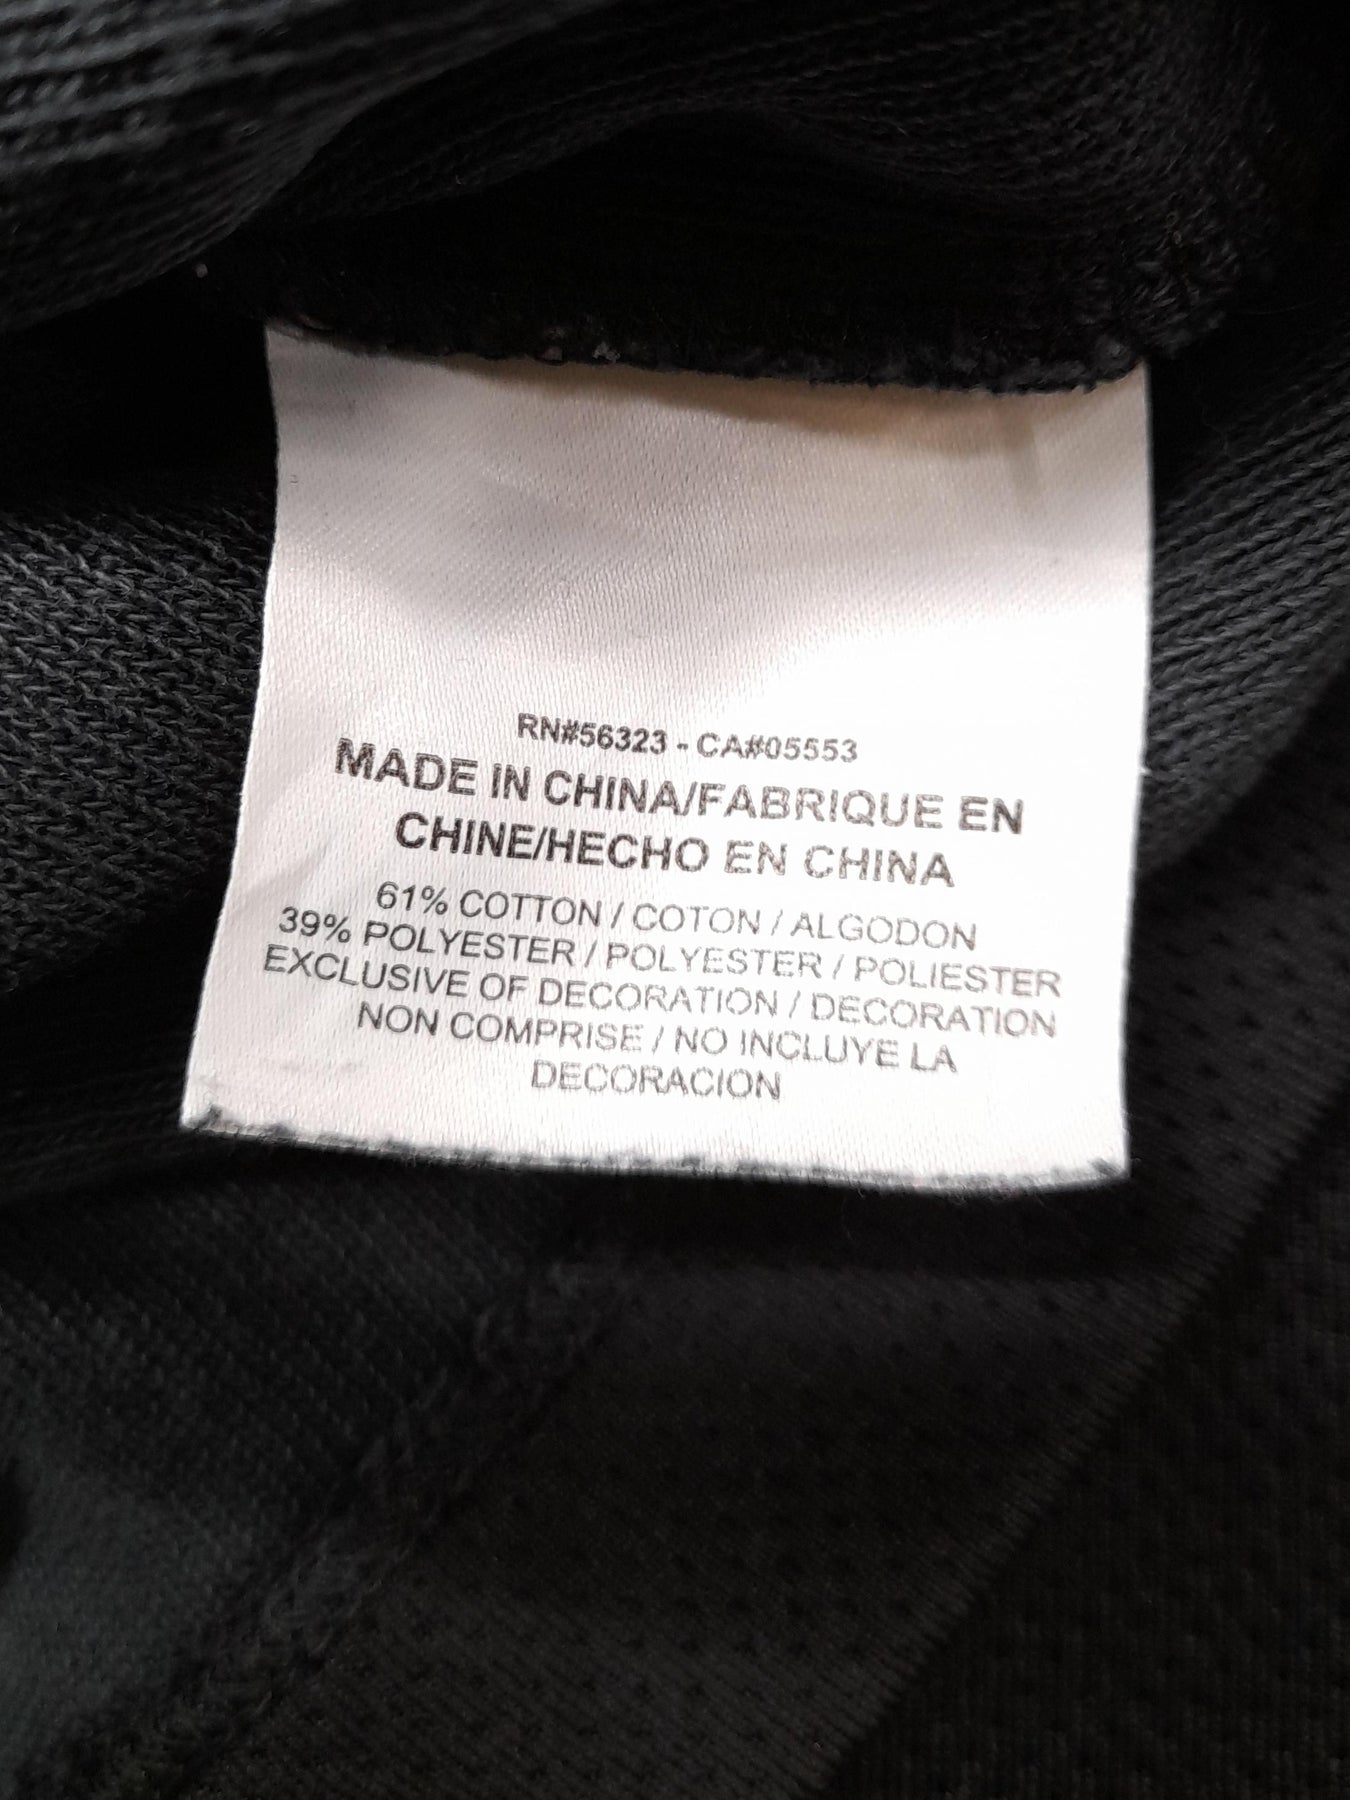 RN#56323 - CA#05553
MADE IN CHINA/FABRIQUE EN
CHINE/HECHO EN CHINA
61% COTTON / COTON / ALGODON
39% POLYESTER / POLYESTER / POLIESTER
EXCLUSIVE OF DECORATION / DECORATION
NON COMPRISE / NO INCLUYE LA
DECORACION